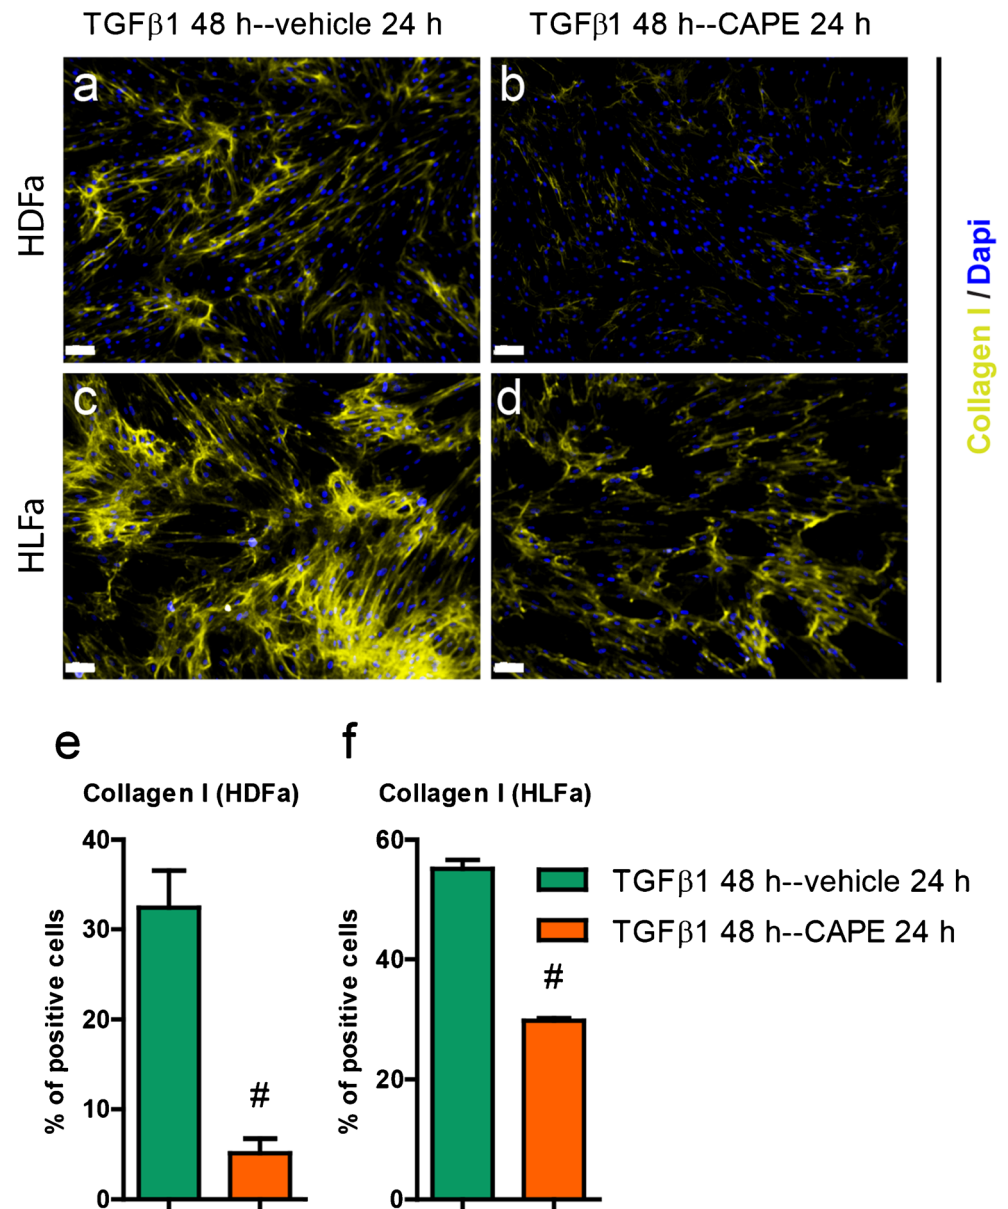 TGFβ1 48 h--vehicle 24 h
TGFβ1 48 h--CAPE 24 h
a
b
HDFa
c
d
HLFa
Collagen I / Dapi
e
f
Collagen I (HDFa)
Collagen I (HLFa)
% of positive cells
40
30
20
10
0
#
% of positive cells
60
40
20
0
#
TGFβ1 48 h--vehicle 24 h
TGFβ1 48 h--CAPE 24 h